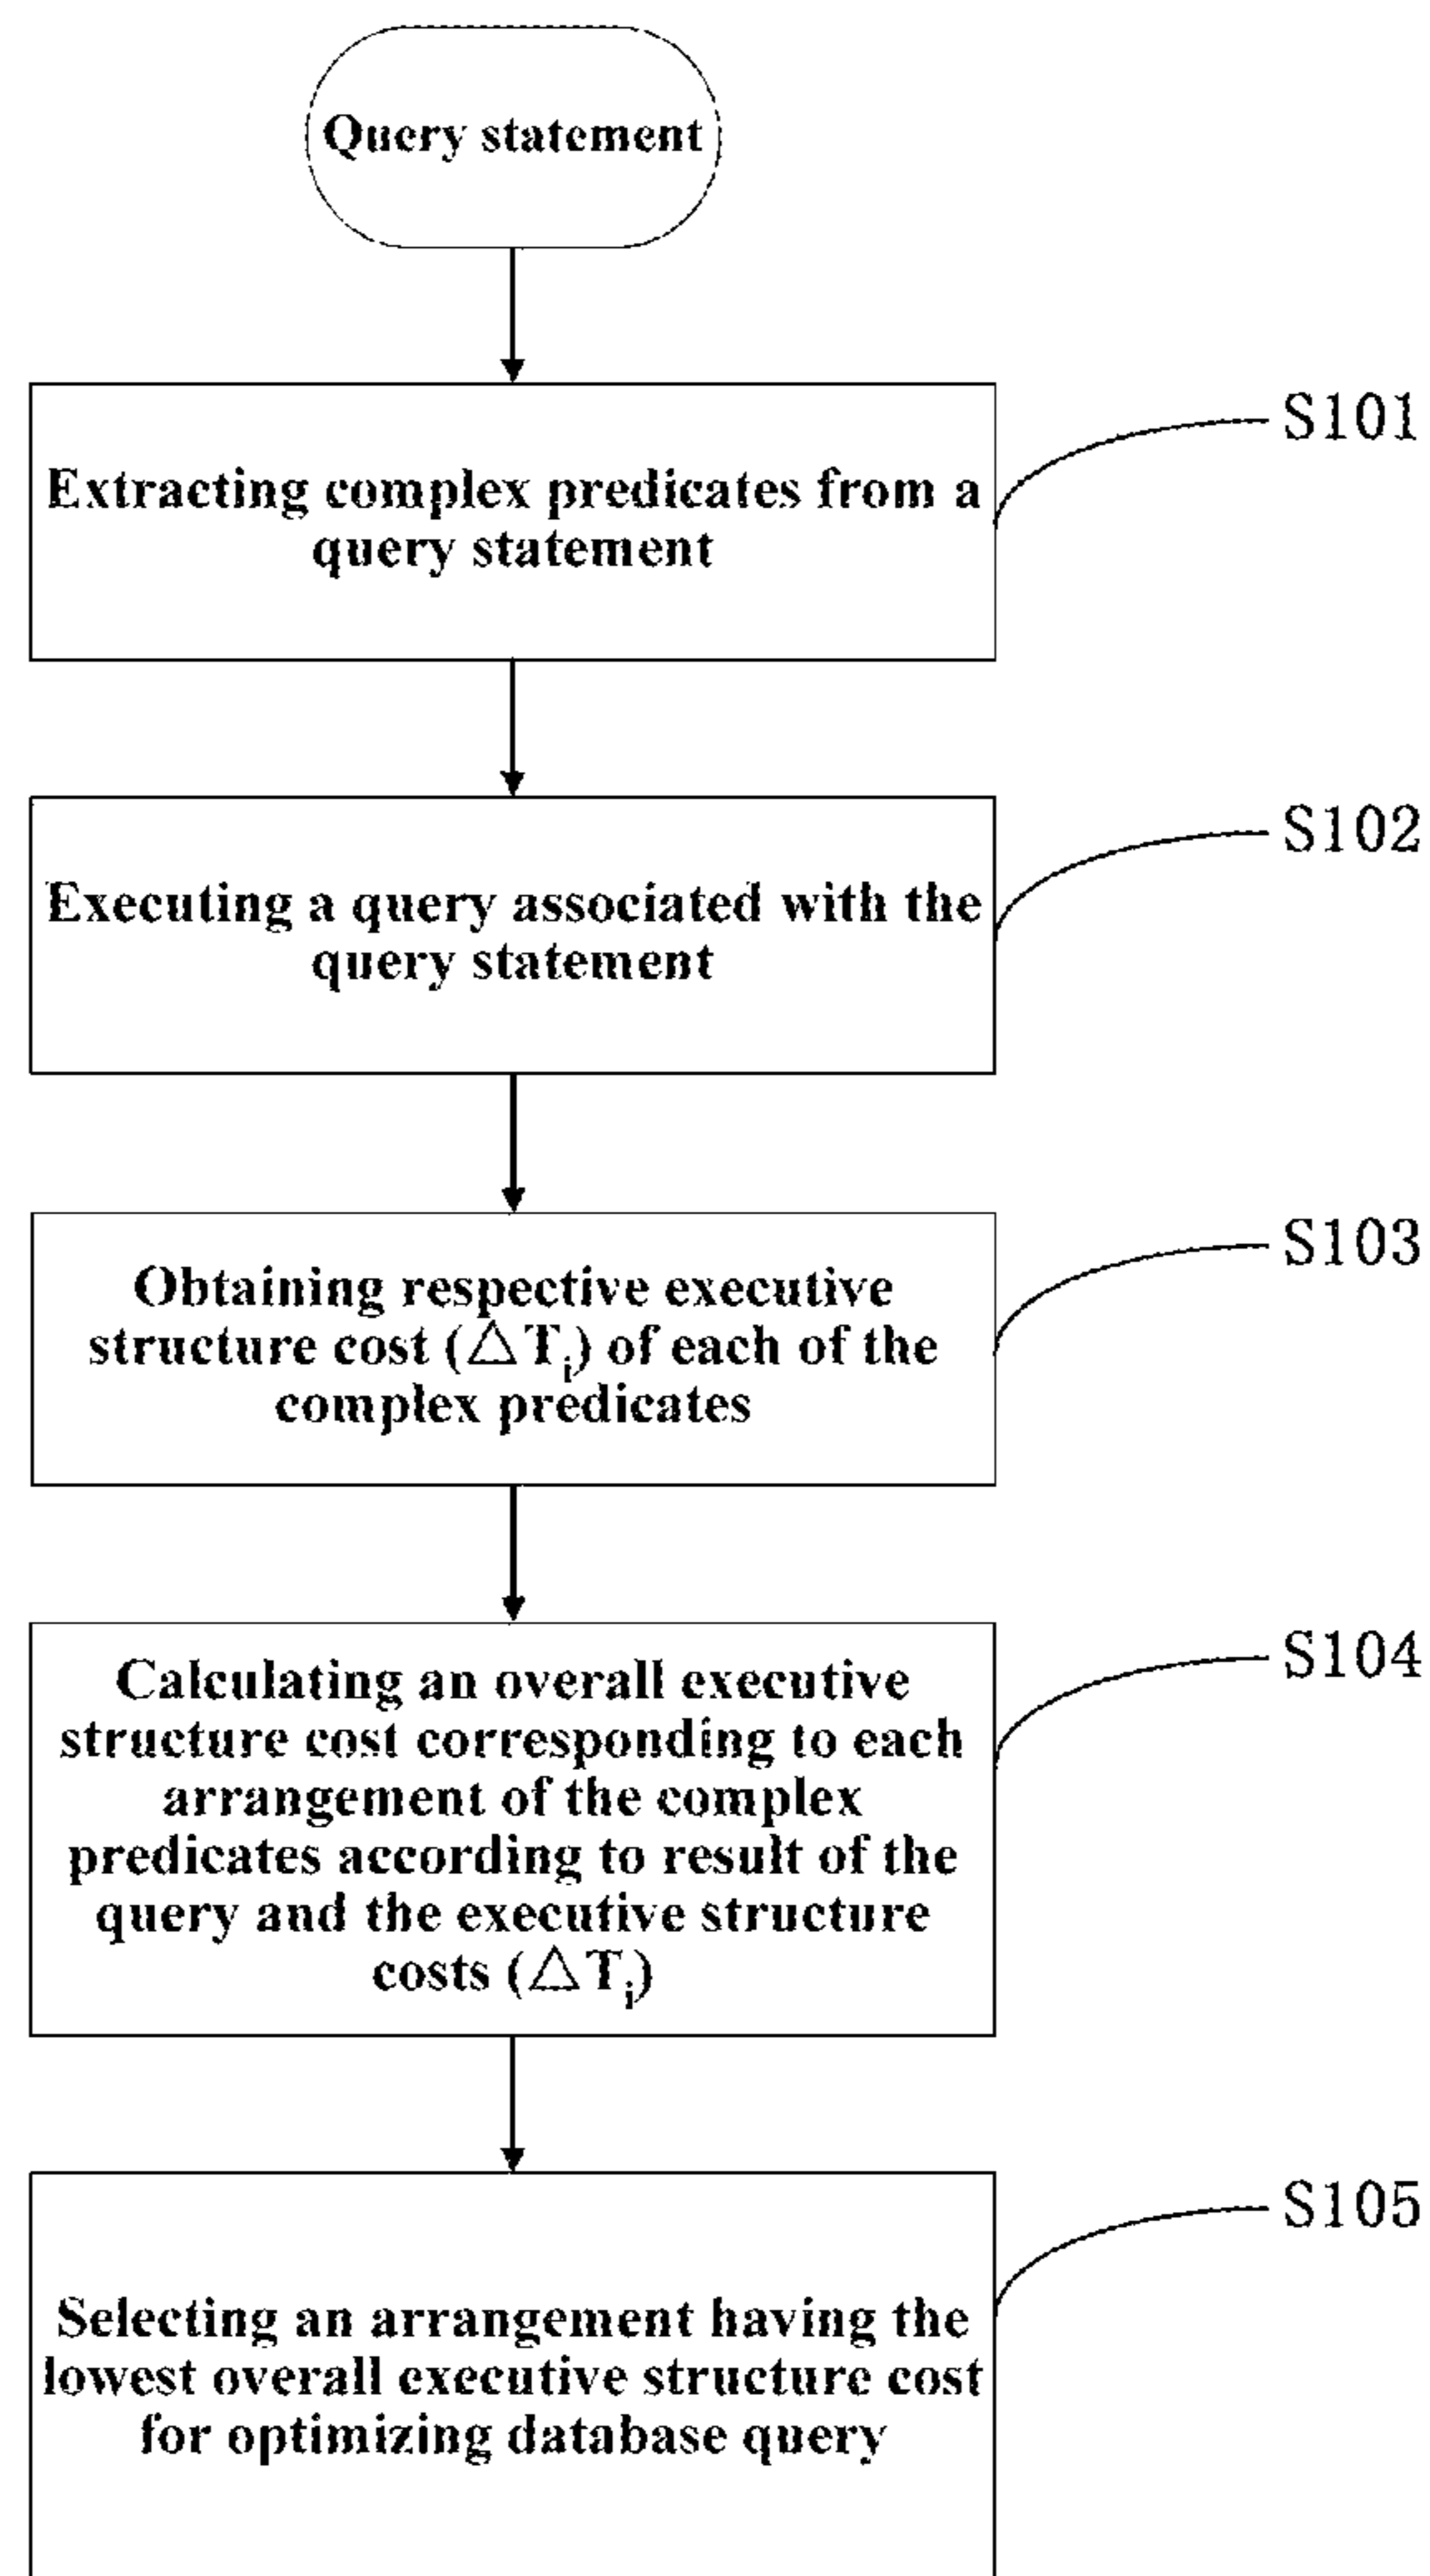 Query statement
S101
Extracting complex predicates from a
query statement
S102
Executing a query associated with the
query statement
S103
Obtaining respective executive
structure cost (△Ti) of each of the
complex predicates
S104
Calculating an overall executive
structure cost corresponding to each
arrangement of the complex
predicates according to result of the
query and the executive structure
costs (△Ti)
S105
Selecting an arrangement having the
lowest overall executive structure cost
for optimizing database query